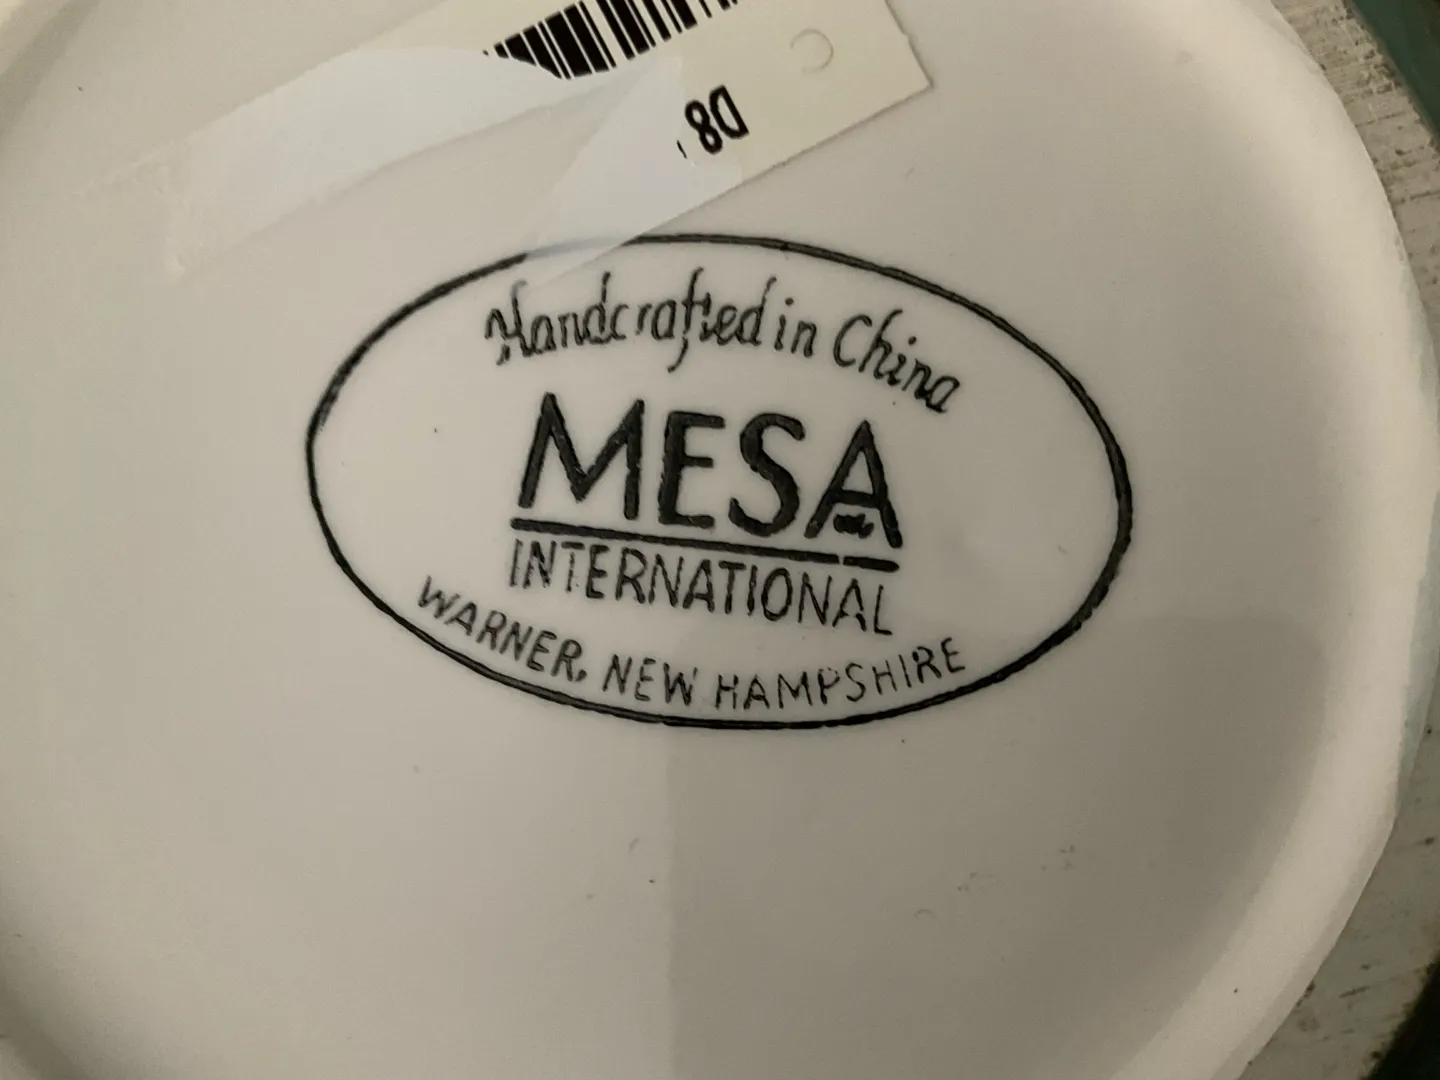 D8
Handcrafted in China
MESA
INTERNATIONAL
WARNER, NEW HAMPSHIRE